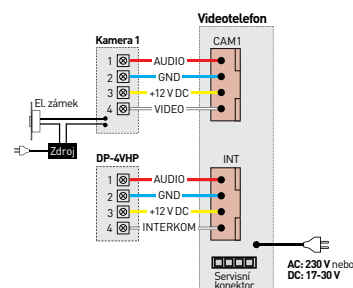 Videotelefon
Kamera 1
CAM1
1 AUDIO
2 GND
3 +12 V DC
4 VIDEO
El. zámek
Zdroj
DP-4VHP
INT
1 AUDIO
2 GND
3 +12 V DC
4 INTERKOM
AC: 230 V nebo
DC: 17-30 V
Servisní
konektor